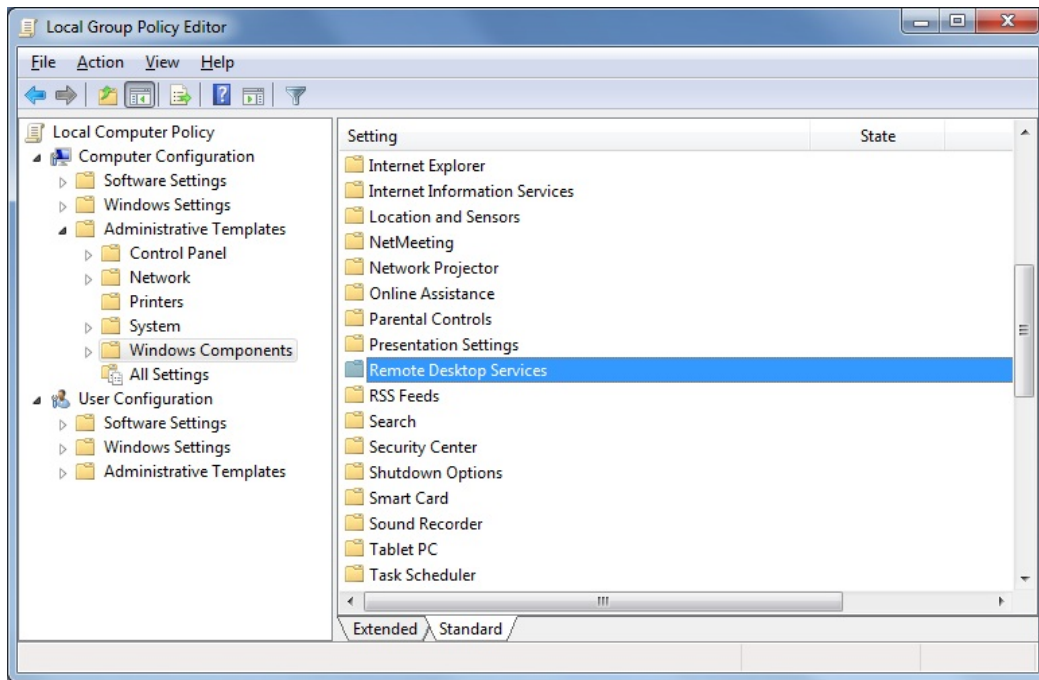 Local Group Policy Editor
File Action View Help
Local Computer Policy
Computer Configuration
Software Settings
Windows Settings
Administrative Templates
Control Panel
Network
Printers
System
Windows Components
All Settings
User Configuration
Software Settings
Windows Settings
Administrative Templates
Setting State
Internet Explorer
Internet Information Services
Location and Sensors
NetMeeting
Network Projector
Online Assistance
Parental Controls
Presentation Settings
Remote Desktop Services
RSS Feeds
Search
Security Center
Shutdown Options
Smart Card
Sound Recorder
Tablet PC
Task Scheduler
Extended Standard